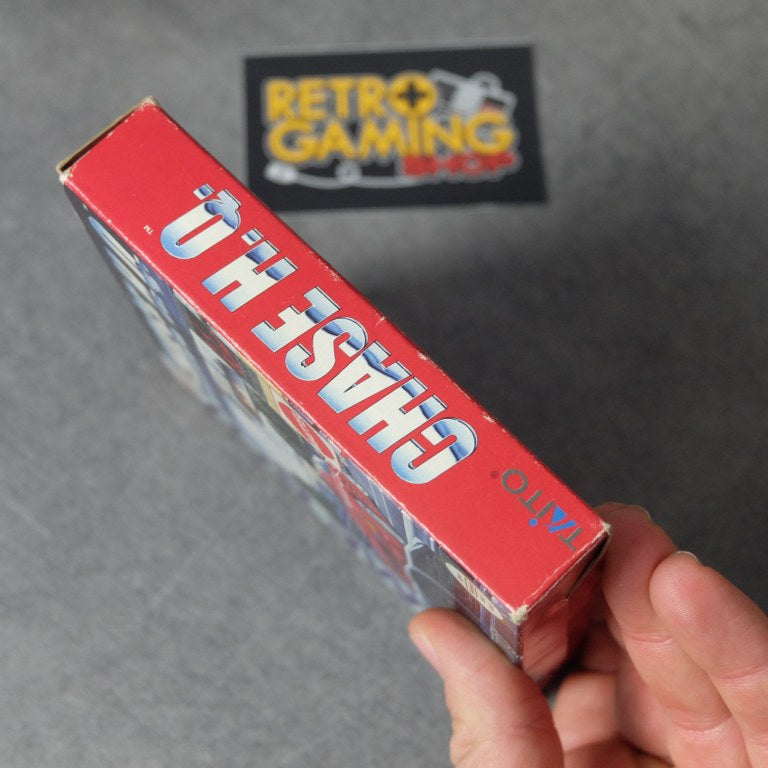 RETRO
GAMING
SHOP
TAITO®
CHASE H.Q.™